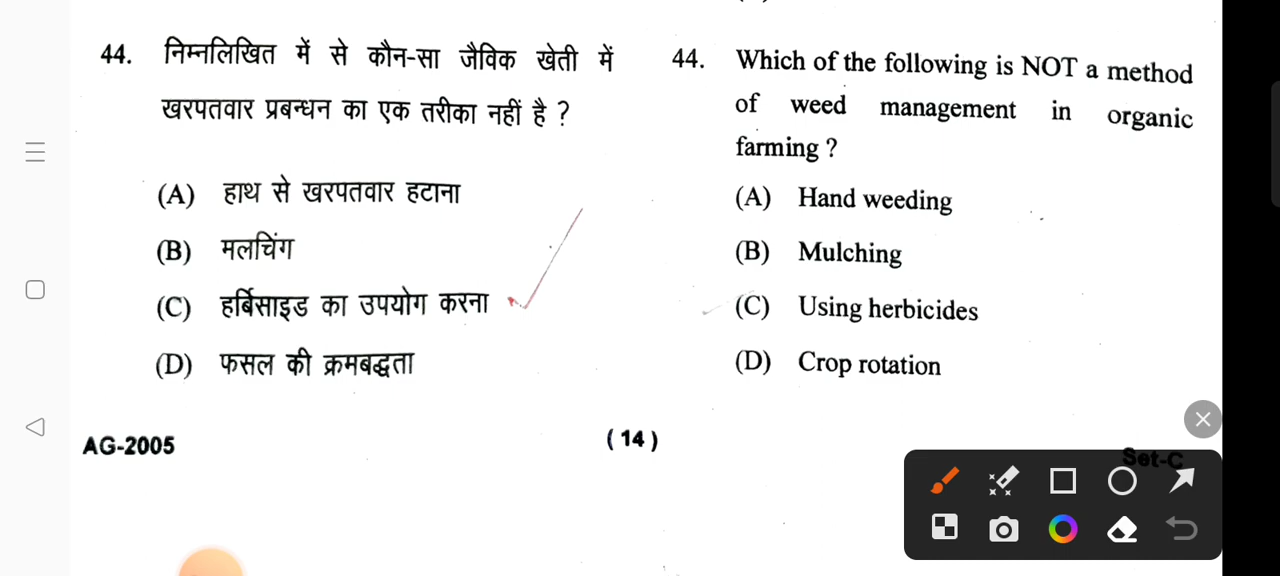 44. निम्नलिखित में से कौन-सा जैविक खेती में
खरपतवार प्रबन्धन का एक तरीका नहीं है ?
(A) हाथ से खरपतवार हटाना
(B) मलचिंग
(C) हर्बिसाइड का उपयोग करना
(D) फसल की क्रमबद्धता
44. Which of the following is NOT a method
of weed management in organic
farming ?
(A) Hand weeding
(B) Mulching
(C) Using herbicides
(D) Crop rotation
AG-2005
( 14 )
Set-C